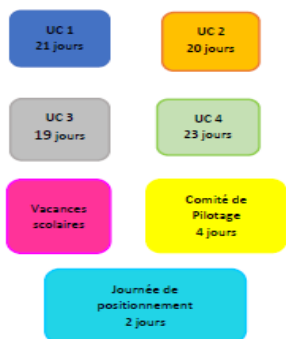 UC 1
21 jours
UC 2
20 jours
UC 3
19 jours
UC 4
23 jours
Vacances
scolaires
Comité de
Pilotage
4 jours
Journée de
positionnement
2 jours